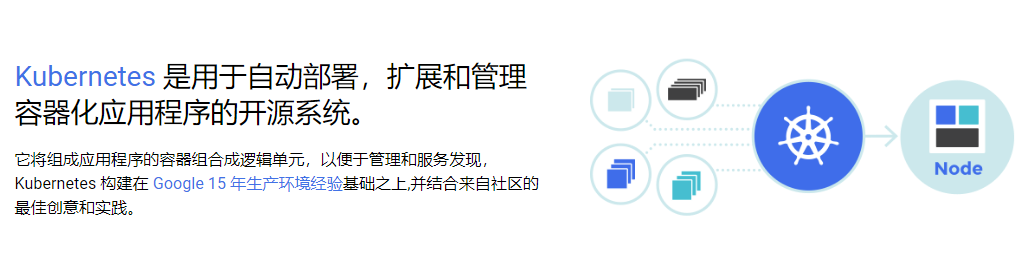 Kubernetes 是用于自动部署，扩展和管理
容器化应用程序的开源系统。
它将组成应用程序的容器组合成逻辑单元，以便于管理和服务发现，
Kubernetes 构建在 Google 15 年生产环境经验基础之上,并结合来自社区的
最佳创意和实践。
Node